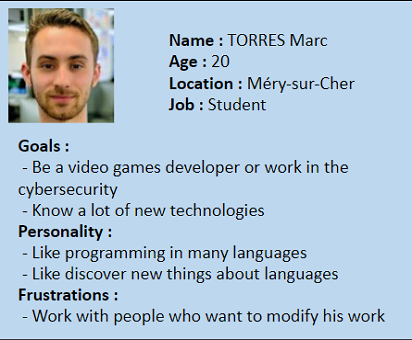 Name : TORRES Marc
Age : 20
Location : Méry-sur-Cher
Job : Student
Goals :
- Be a video games developer or work in the
cybersecurity
- Know a lot of new technologies
Personality :
- Like programming in many languages
- Like discover new things about languages
Frustrations :
- Work with people who want to modify his work